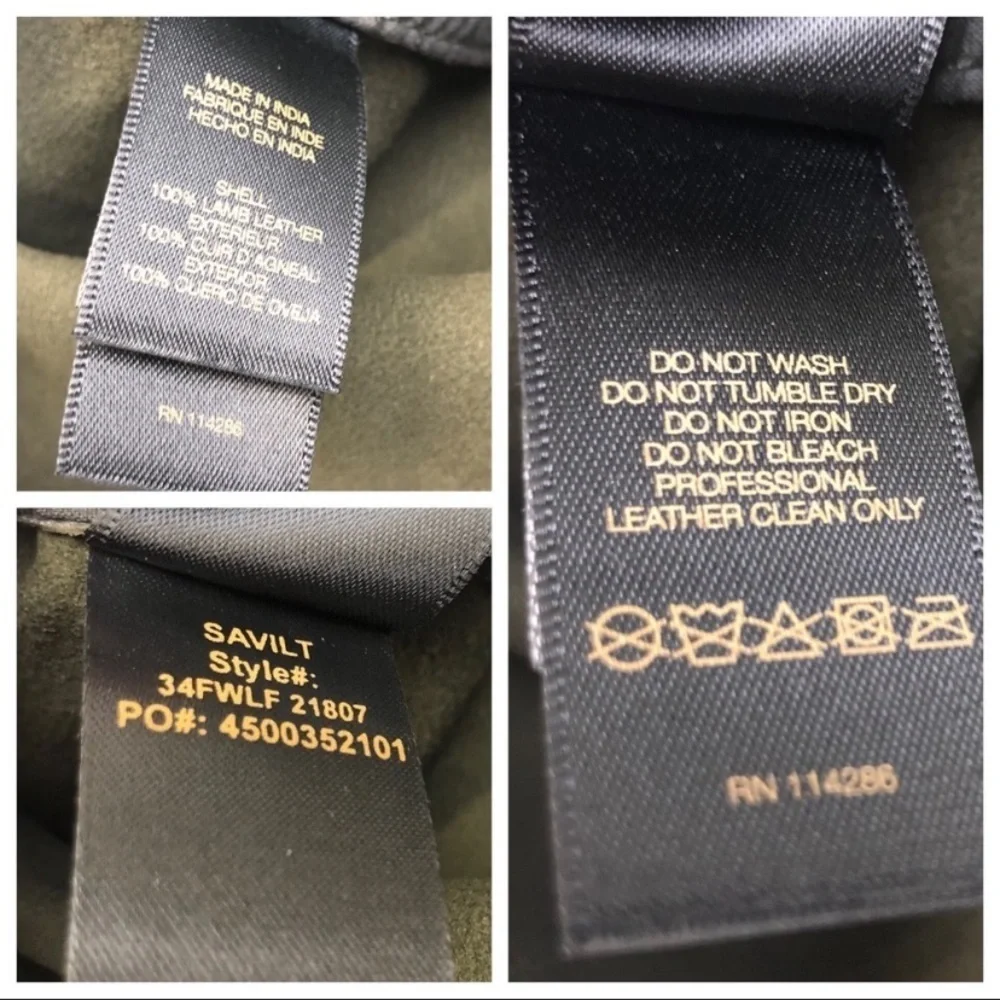 MADE IN INDIA
FABRIQUE EN INDE
HECHO EN INDIA
SHELL
100% LAMB LEATHER
EXTERIEUR
100% CUIR D'AGNEAU
EXTERIOR
100% CUERO DE OVEJA
RN 114286
SAVILT
Style#:
34FWLF 21807
PO#: 4500352101
DO NOT WASH
DO NOT TUMBLE DRY
DO NOT IRON
DO NOT BLEACH
PROFESSIONAL
LEATHER CLEAN ONLY
RN 114286